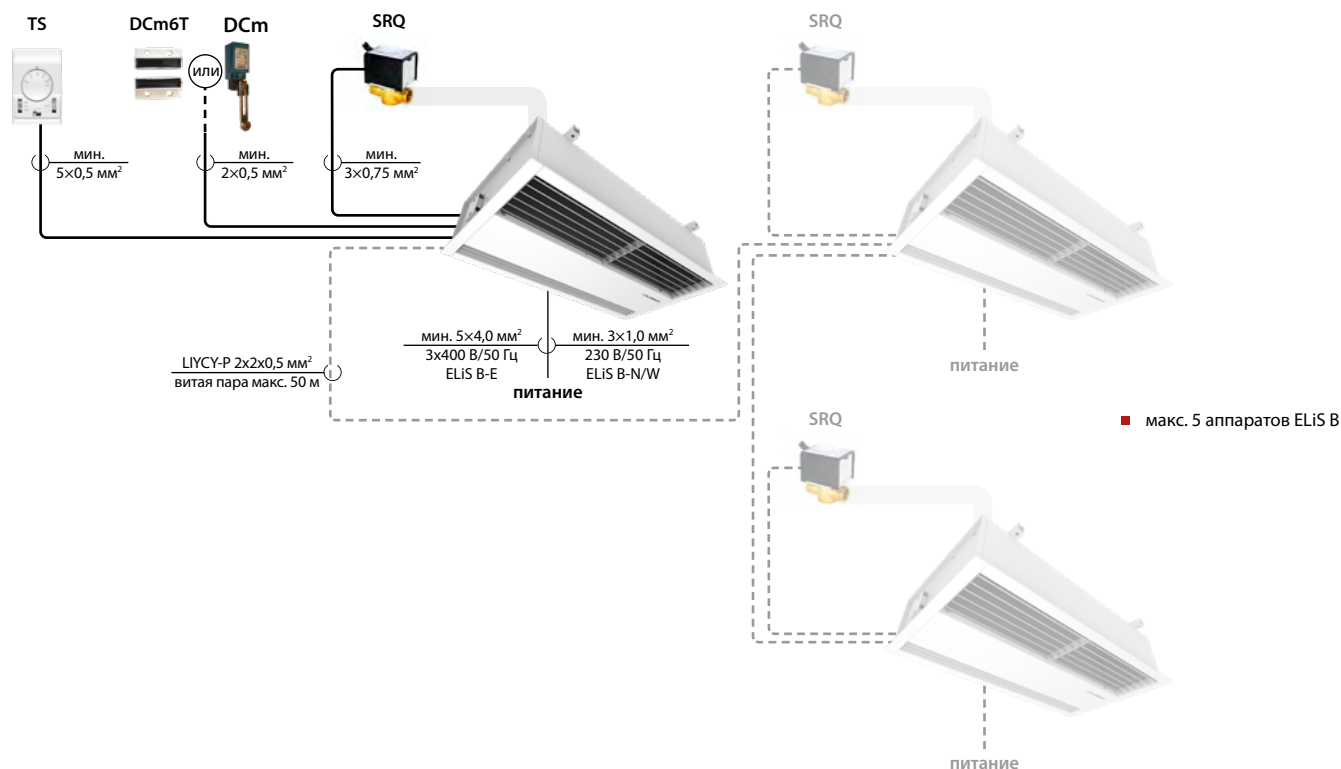 TS
DCm6T
DCm
SRQ
SRQ
или
мин.
5×0,5 мм²
мин.
2×0,5 мм²
мин.
3×0,75 мм²
мин. 5×4,0 мм²
3x400 В/50 Гц
ELiS B-E
мин. 3×1,0 мм²
230 В/50 Гц
ELiS B-N/W
питание
LIYCY-P 2x2x0,5 мм²
витая пара макс. 50 м
питание
SRQ
макс. 5 аппаратов ELiS B
питание